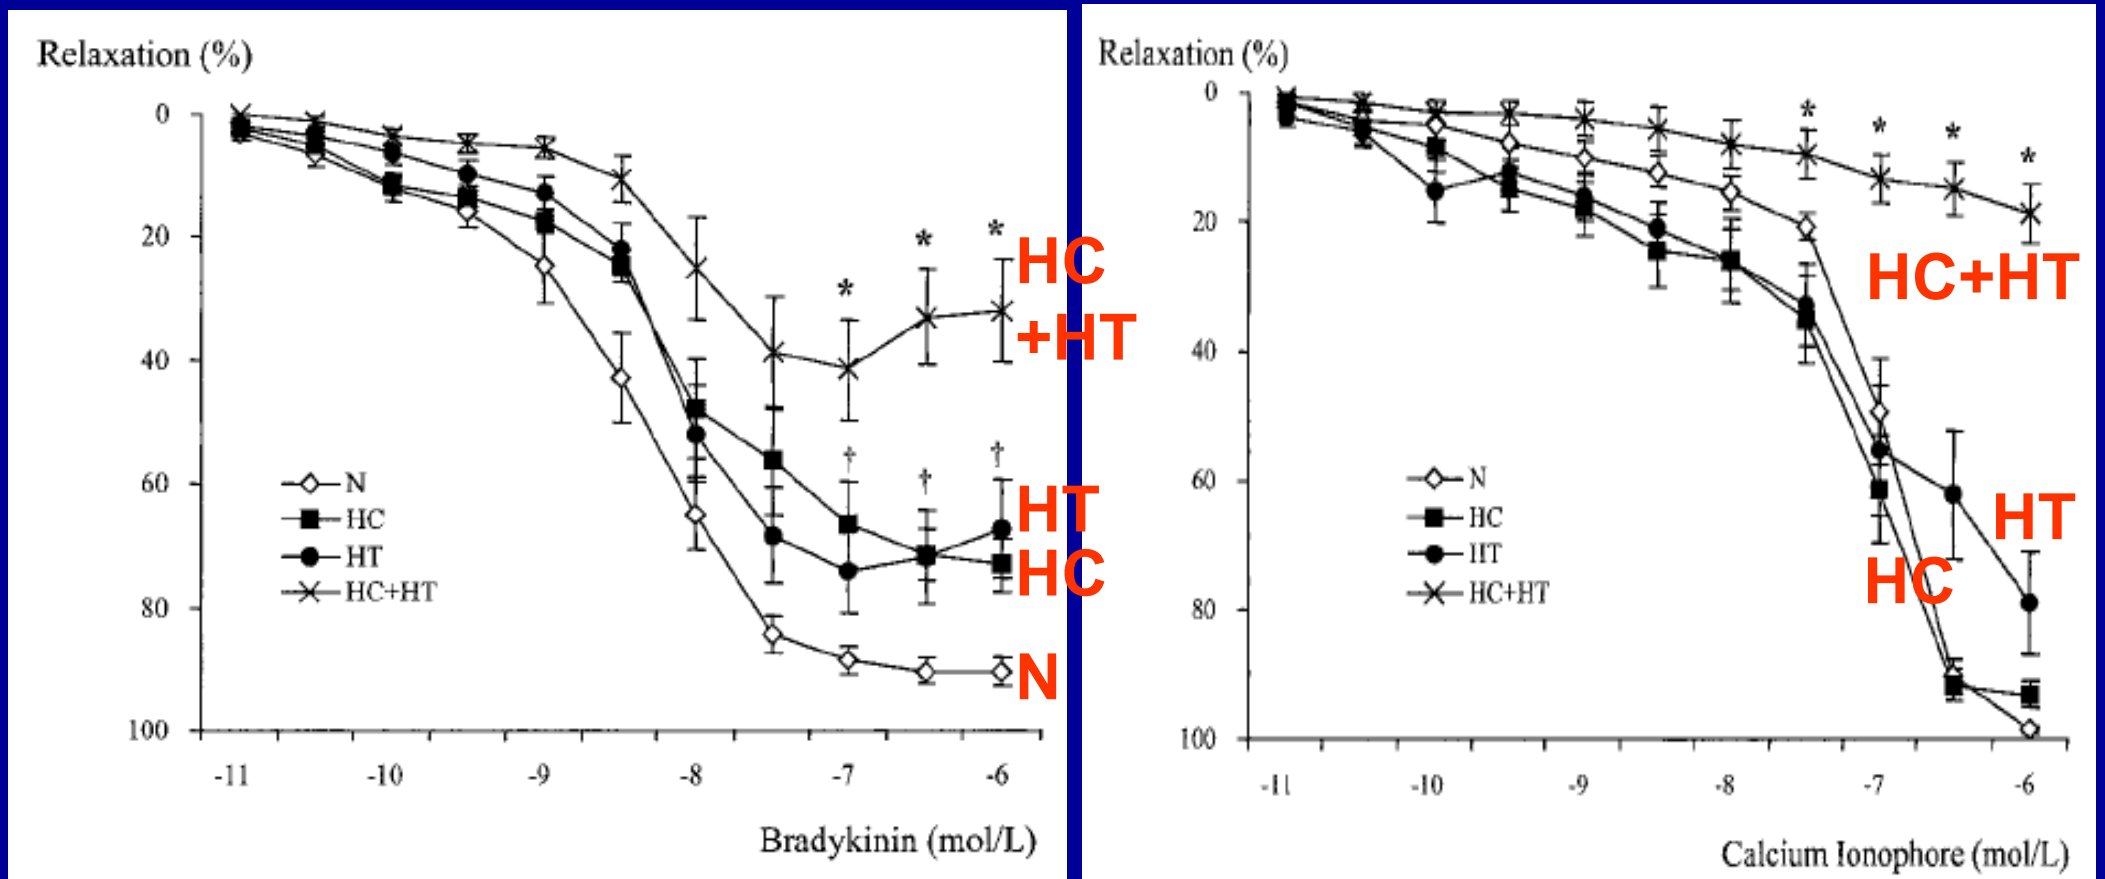 Relaxation (%)
0
20
40
60
80
100
*
*
*
†
†
†
N
HC
HT
HC+HT
HC
+HT
HT
HC
N
-11
-10
-9
-8
-7
-6
Bradykinin (mol/L)
Relaxation (%)
0
20
40
60
80
100
*
*
*
*
N
HC
HT
HC+HT
HC+HT
HT
HC
-11
-10
-9
-8
-7
-6
Calcium Ionophore (mol/L)